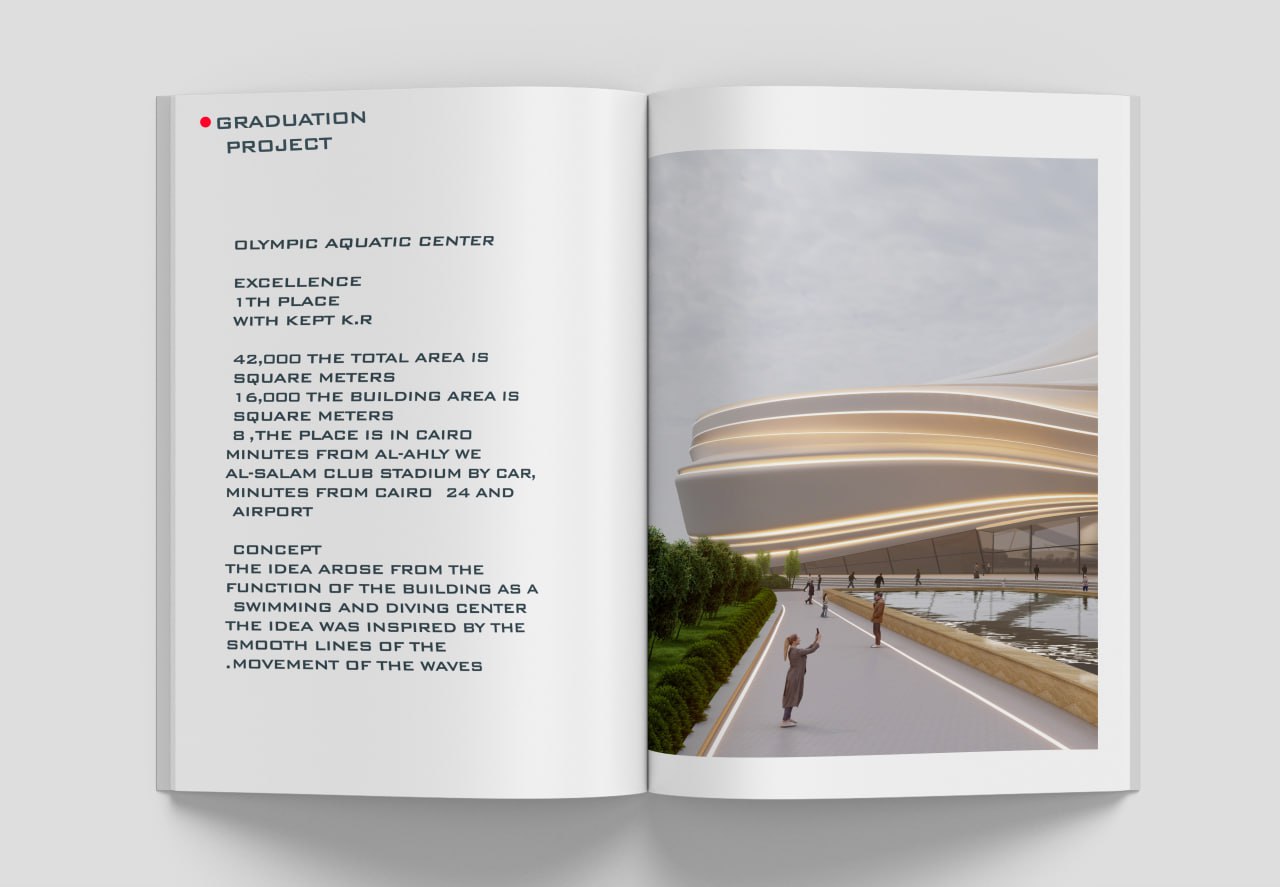 GRADUATION
PROJECT
OLYMPIC AQUATIC CENTER
EXCELLENCE
1TH PLACE
WITH KEPT K.R
42,000 THE TOTAL AREA IS
SQUARE METERS
16,000 THE BUILDING AREA IS
SQUARE METERS
8 ,THE PLACE IS IN CAIRO
MINUTES FROM AL-AHLY WE
AL-SALAM CLUB STADIUM BY CAR,
MINUTES FROM CAIRO 24 AND
AIRPORT
CONCEPT
THE IDEA AROSE FROM THE
FUNCTION OF THE BUILDING AS A
SWIMMING AND DIVING CENTER
THE IDEA WAS INSPIRED BY THE
SMOOTH LINES OF THE
.MOVEMENT OF THE WAVES